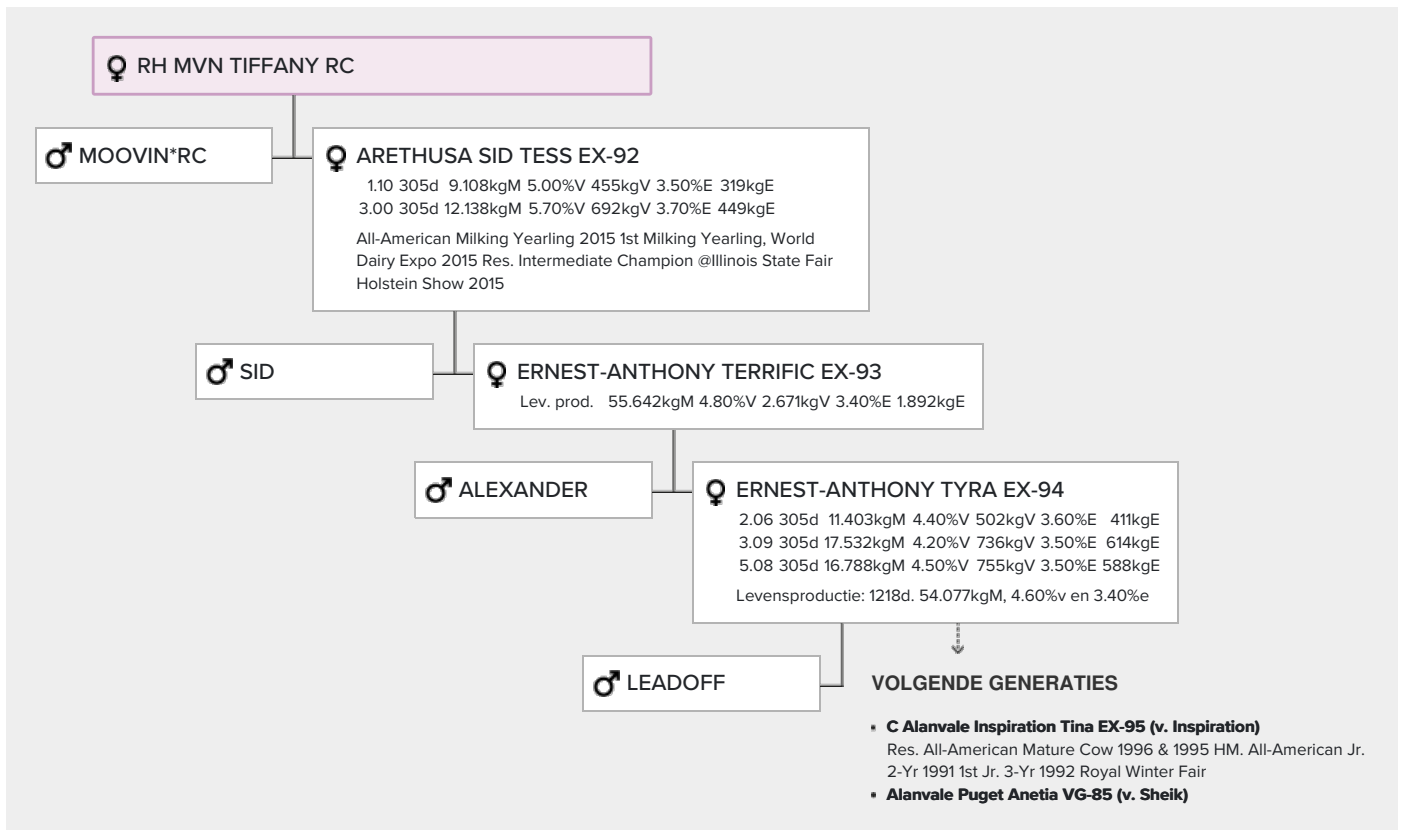 RH MVN TIFFANY RC
MOOVIN*RC
ARETHUSA SID TESS EX-92
1.10 305d 9.108kgM 5.00%V 455kgV 3.50%E 319kgE
3.00 305d 12.138kgM 5.70%V 692kgV 3.70%E 449kgE
All-American Milking Yearling 2015 1st Milking Yearling, World
Dairy Expo 2015 Res. Intermediate Champion @Illinois State Fair
Holstein Show 2015
SID
ERNEST-ANTHONY TERRIFIC EX-93
Lev. prod. 55.642kgM 4.80%V 2.671kgV 3.40%E 1.892kgE
ALEXANDER
ERNEST-ANTHONY TYRA EX-94
2.06 305d 11.403kgM 4.40%V 502kgV 3.60%E 411kgE
3.09 305d 17.532kgM 4.20%V 736kgV 3.50%E 614kgE
5.08 305d 16.788kgM 4.50%V 755kgV 3.50%E 588kgE
Levensproductie: 1218d. 54.077kgM, 4.60%v en 3.40%e
LEADOFF
VOLGENDE GENERATIES
▪ C Alanvale Inspiration Tina EX-95 (v. Inspiration)
Res. All-American Mature Cow 1996 & 1995 HM. All-American Jr.
2-Yr 1991 1st Jr. 3-Yr 1992 Royal Winter Fair
▪ Alanvale Puget Anetia VG-85 (v. Sheik)